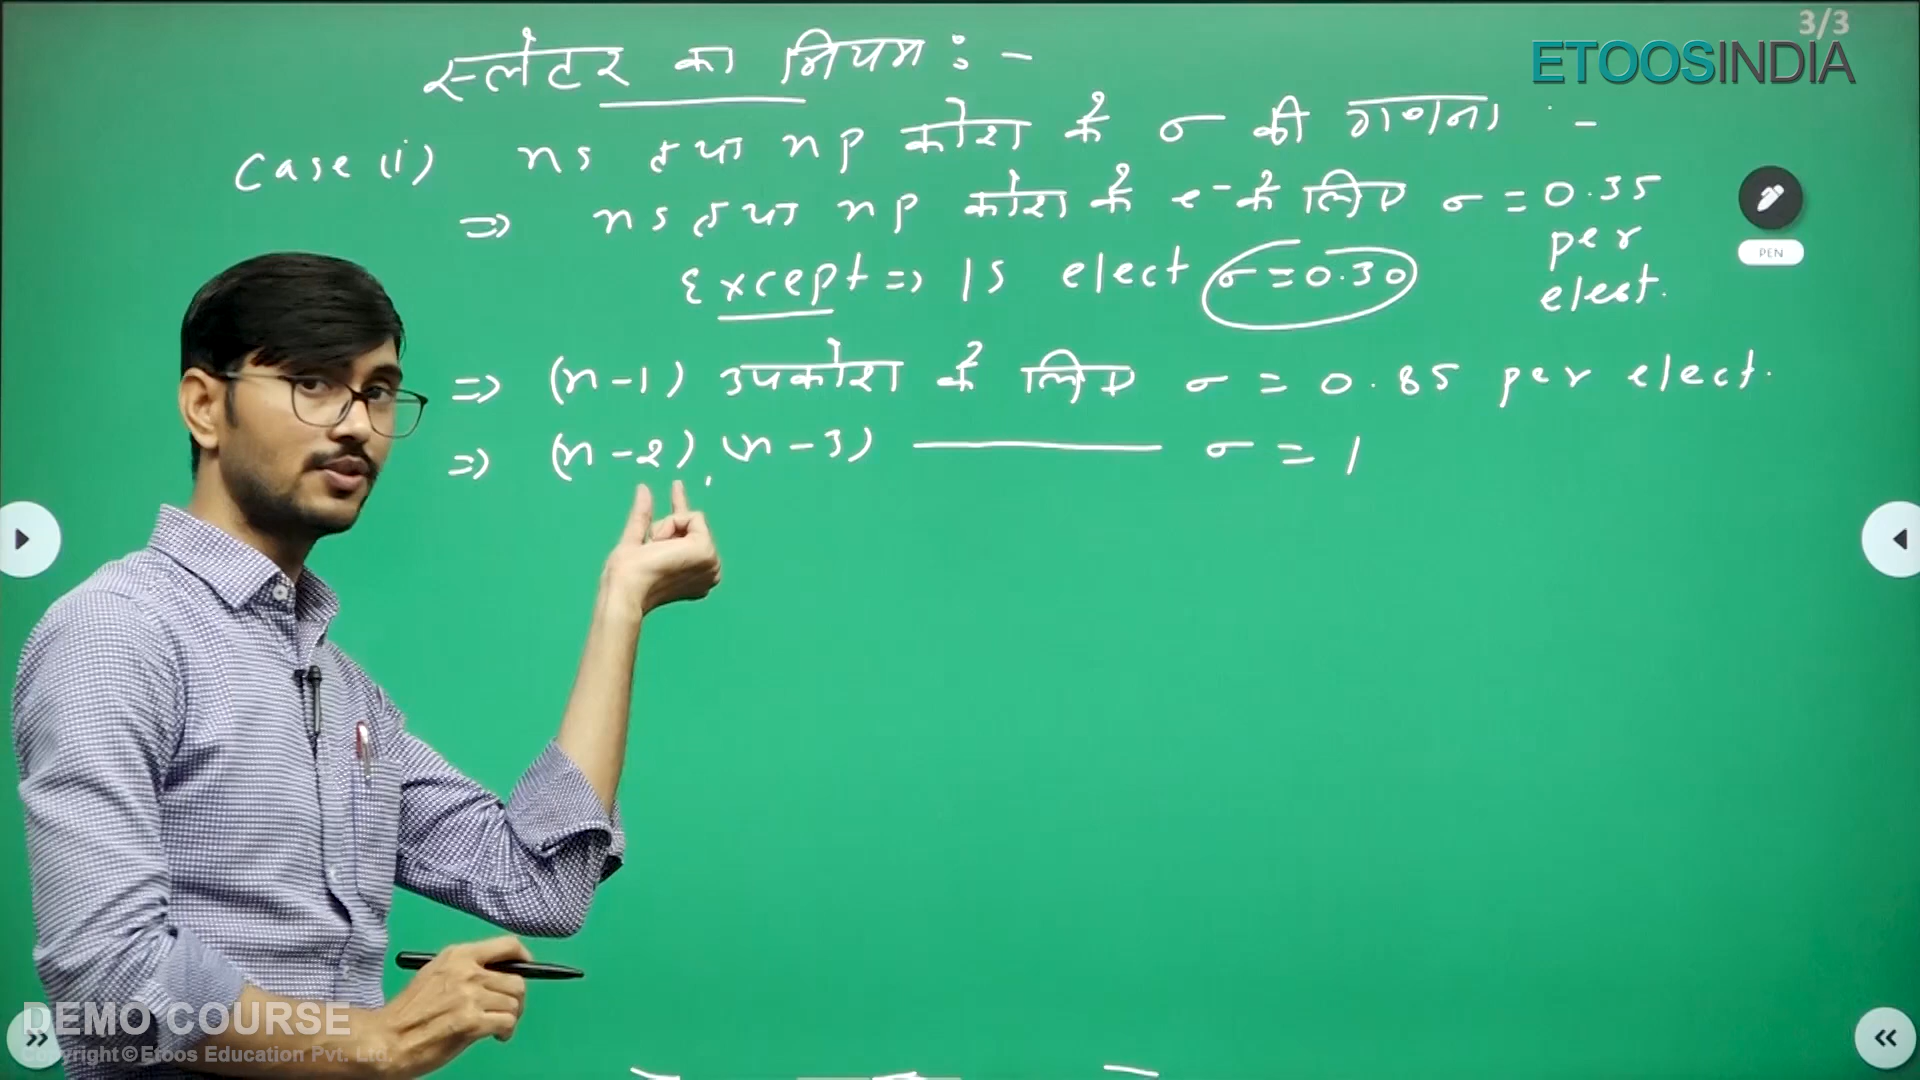 3/3
ETOOSINDIA
स्लेटर का नियम :-
Case (i) ns तथा np कोश के σ की गणना :-
⇒ ns तथा np कोश के e⁻ के लिए σ = 0.35 per elect.
Except ⇒ 1s elect σ = 0.30
PEN
⇒ (n-1) उपकोश के लिए σ = 0.85 per elect.
⇒ (n-2), (n-3) ——— σ = 1
DEMO COURSE
Copyright © Etoos Education Pvt. Ltd.